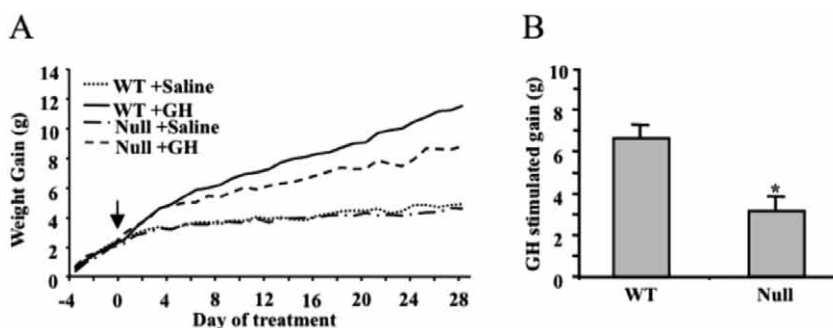 A
Weight Gain (g)
14
12
10
8
6
4
2
0
-4 0 4 8 12 16 20 24 28
Day of treatment
WT +Saline
WT +GH
Null +Saline
Null +GH
B
GH stimulated gain (g)
10
8
6
4
2
0
*
WT Null